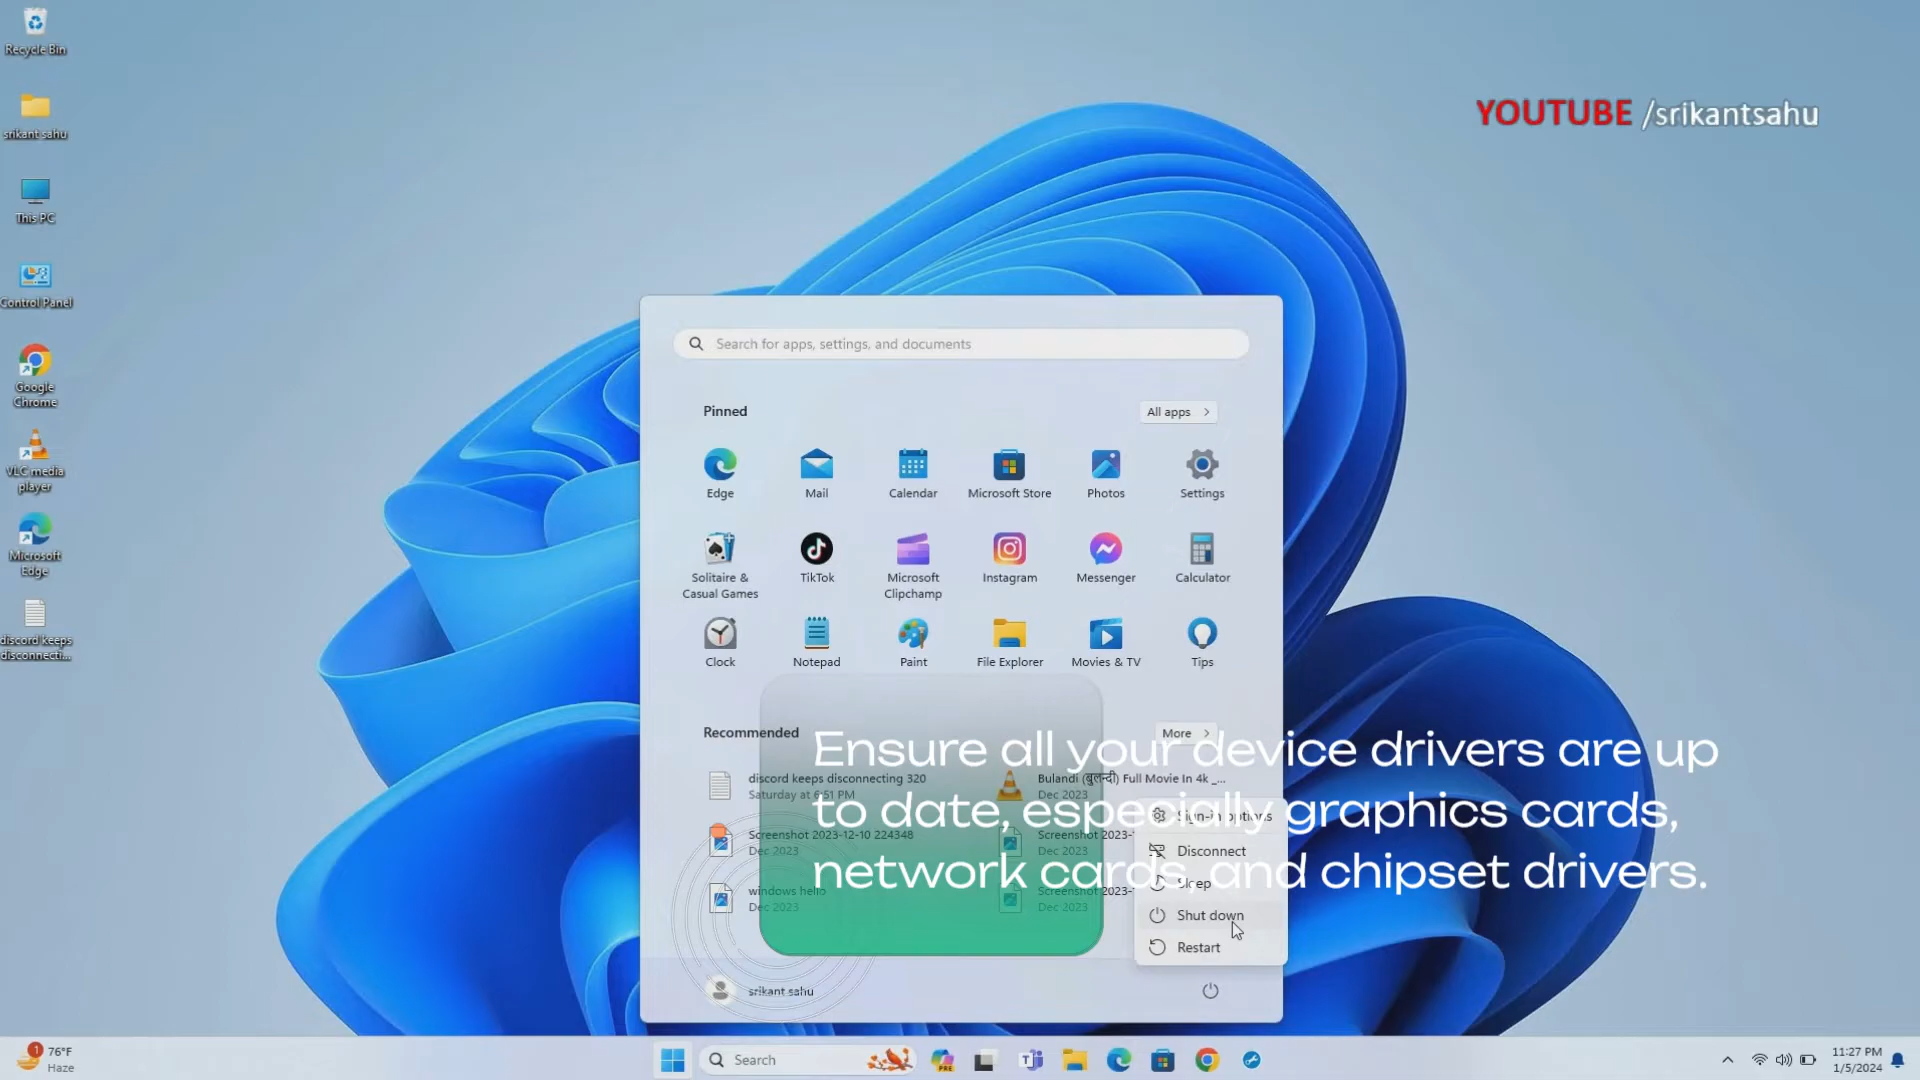 Recycle Bin
srikant sahu
This PC
Control Panel
Google
Chrome
VLC media
player
Microsoft
Edge
discord keeps
disconnecti...
YOUTUBE /srikantsahu
Search for apps, settings, and documents
Pinned
All apps
Edge
Mail
Calendar
Microsoft Store
Photos
Settings
Solitaire &
Casual Games
TikTok
Microsoft
Clipchamp
Instagram
Messenger
Calculator
Clock
Notepad
Paint
File Explorer
Movies & TV
Tips
Recommended
More
discord keeps disconnecting 320
Saturday at 6:51 PM
Bulandi (बुलन्दी) Full Movie In 4k _...
Dec 2023
Screenshot 2023-12-10 224348
Dec 2023
Screenshot 2023-
Dec 2023
windows hello
Dec 2023
Screenshot 2023-
Dec 2023
Ensure all your device drivers are up
to date, especially graphics cards,
network cards, and chipset drivers.
Sign-in options
Disconnect
Sleep
Shut down
Restart
srikant sahu
1
76°F
Haze
Search
PRE
11:27 PM
1/5/2024